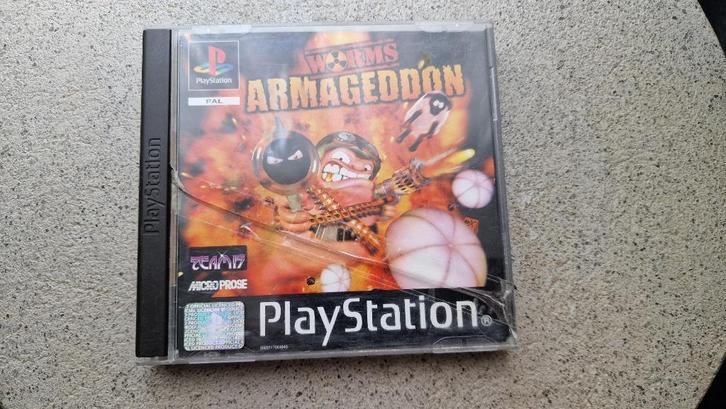 PlayStation
PAL
WORMS
ARMAGEDDON
PlayStation
TEAM17
MICROPROSE
PlayStation®